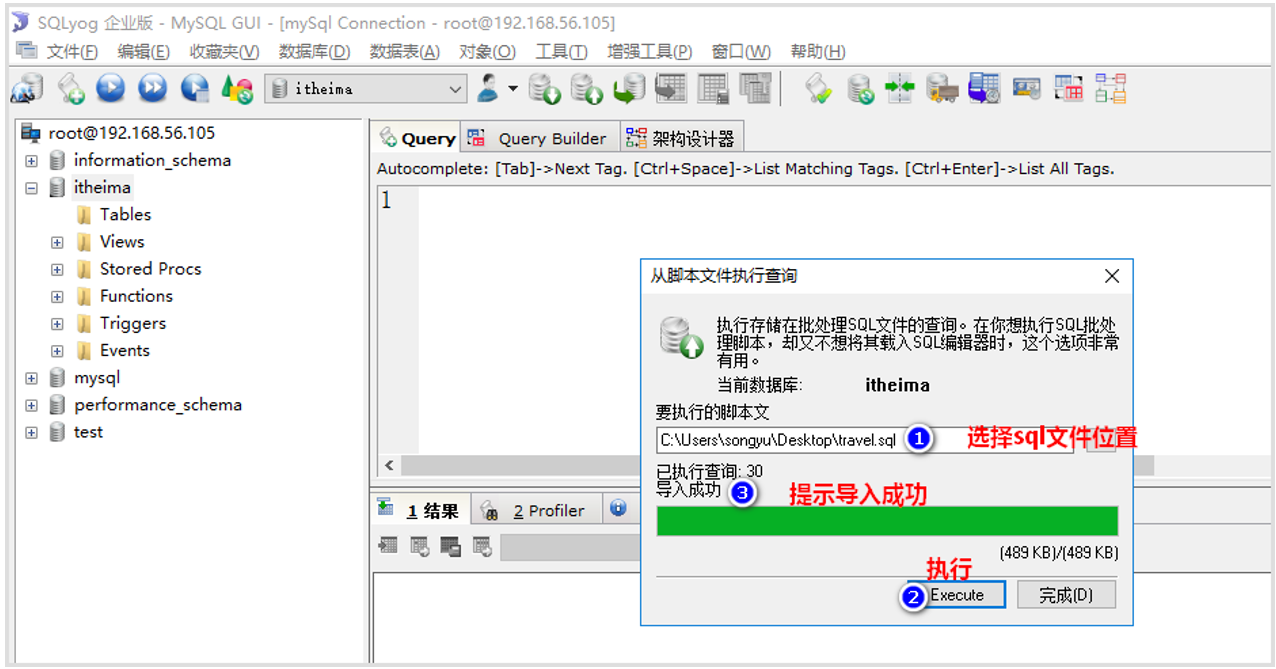 SQLyog 企业版 - MySQL GUI - [mySql Connection - root@192.168.56.105]
文件(F) 编辑(E) 收藏夹(V) 数据库(D) 数据表(A) 对象(O) 工具(T) 增强工具(P) 窗口(W) 帮助(H)
itheima
root@192.168.56.105
information_schema
itheima
Tables
Views
Stored Procs
Functions
Triggers
Events
mysql
performance_schema
test
Query Query Builder 架构设计器
Autocomplete: [Tab]->Next Tag. [Ctrl+Space]->List Matching Tags. [Ctrl+Enter]->List All Tags.
1
从脚本文件执行查询
执行存储在批处理SQL文件的查询。在你想执行SQL批处
理脚本，却又不想将其载入SQL编辑器时，这个选项非常
有用。
当前数据库: itheima
要执行的脚本文
C:\Users\songyu\Desktop\travel.sql 1 选择sql文件位置
已执行查询: 30
导入成功 3 提示导入成功
(489 KB)/(489 KB)
执行
2 Execute 完成(D)
1 结果 2 Profiler